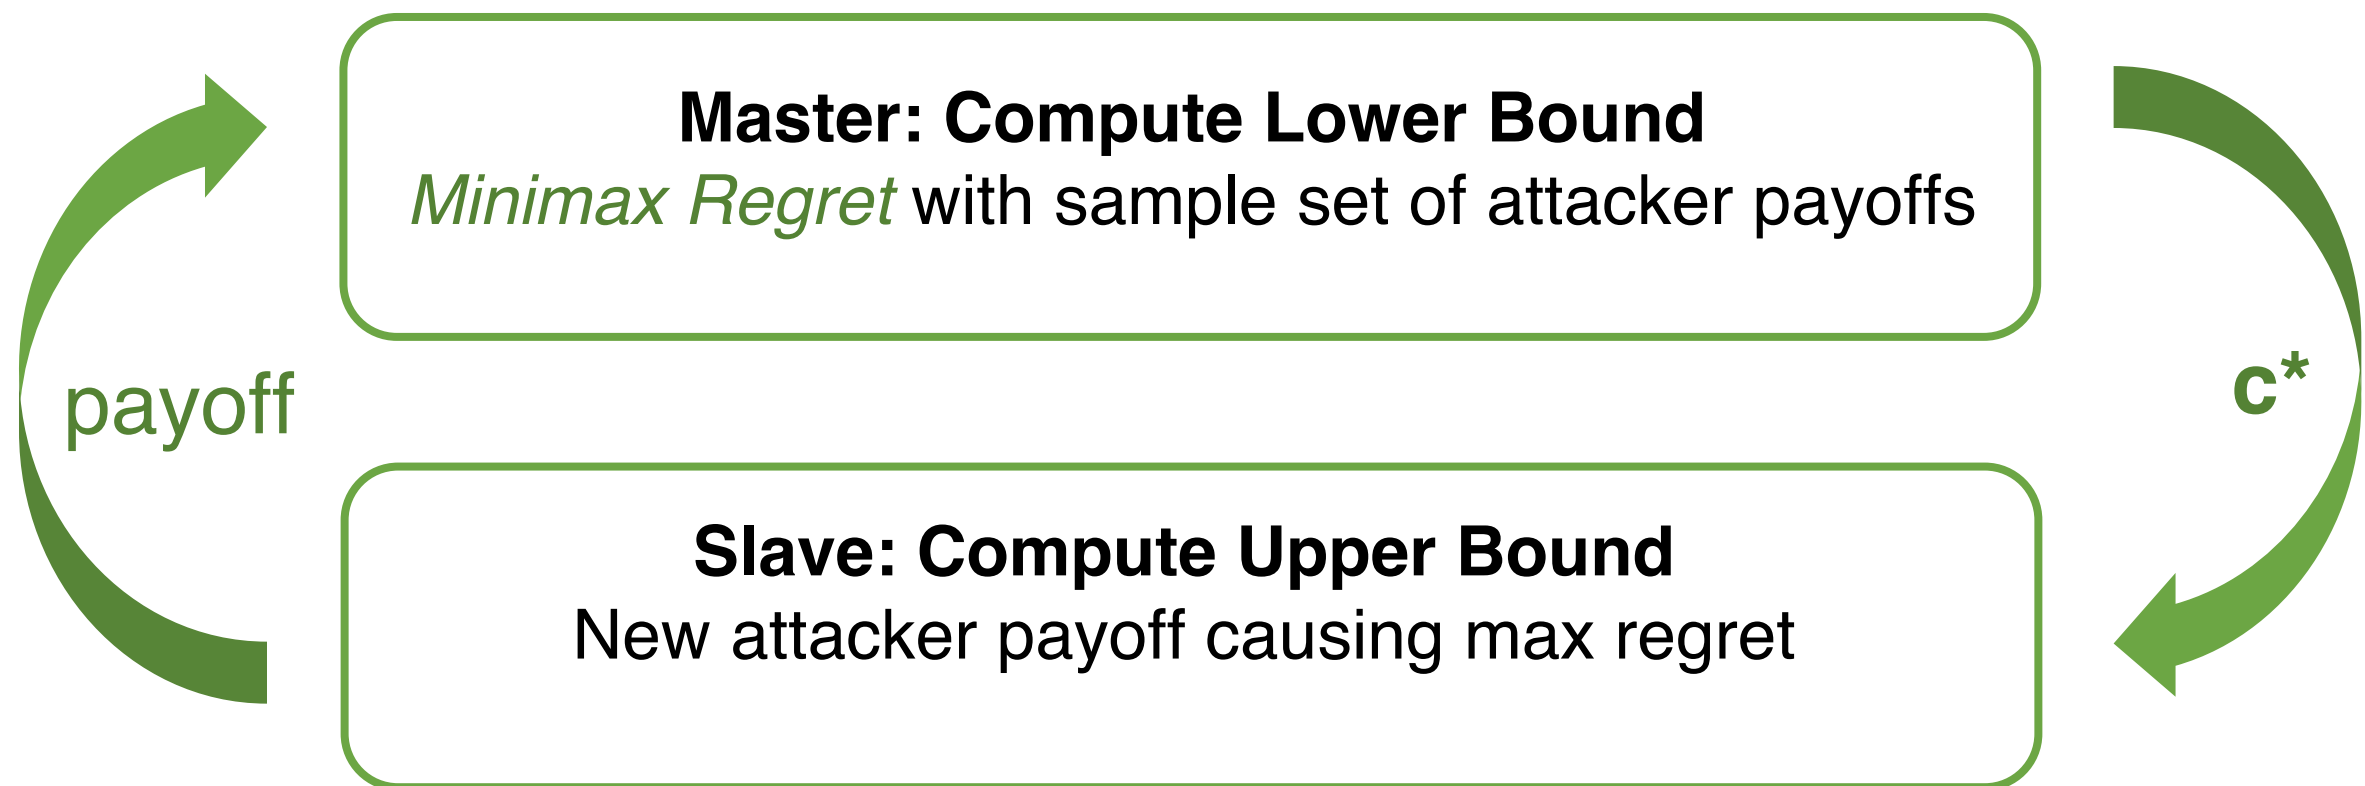 Master: Compute Lower Bound
Minimax Regret with sample set of attacker payoffs
payoff
c*
Slave: Compute Upper Bound
New attacker payoff causing max regret